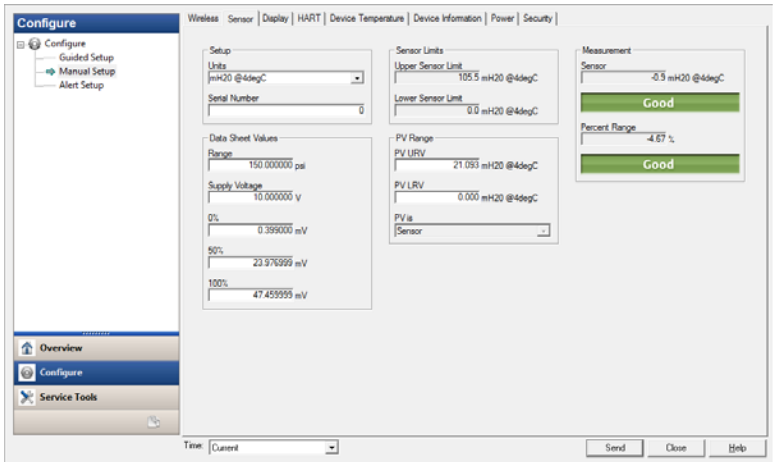 Configure
Configure
Guided Setup
Manual Setup
Alert Setup
Overview
Configure
Service Tools
Wireless Sensor Display HART Device Temperature Device Information Power Security
Setup
Units
mH20 @4degC
Serial Number
0
Data Sheet Values
Range
150.000000 psi
Supply Voltage
10.000000 V
0%
0.399000 mV
50%
23.976999 mV
100%
47.459999 mV
Sensor Limits
Upper Sensor Limit
105.5 mH20 @4degC
Lower Sensor Limit
0.0 mH20 @4degC
PV Range
PV URV
21.093 mH20 @4degC
PV LRV
0.000 mH20 @4degC
PV is
Sensor
Measurement
Sensor
-0.9 mH20 @4degC
Good
Percent Range
-4.67 %
Good
Time: Current
Send Close Help